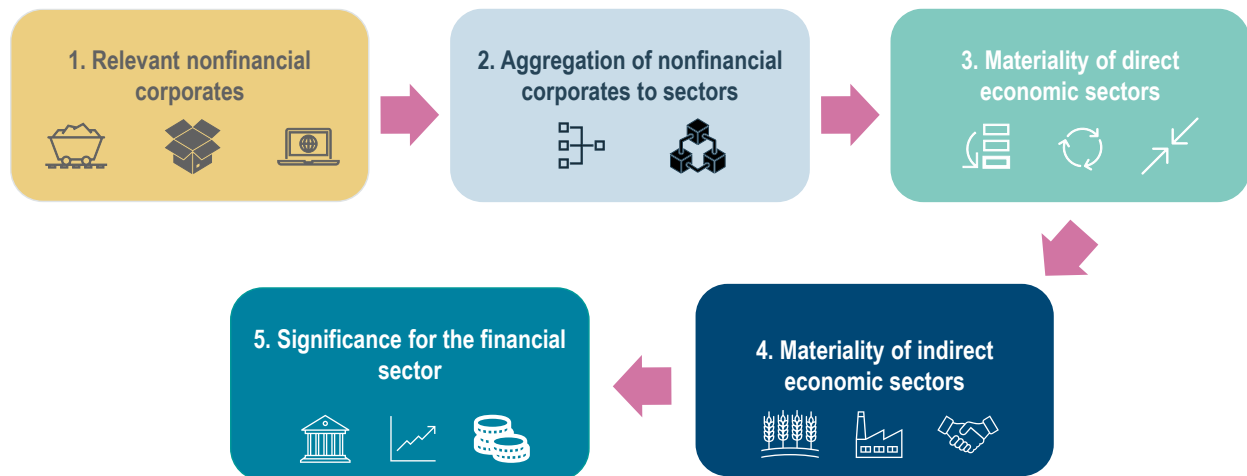 1. Relevant nonfinancial
corporates
2. Aggregation of nonfinancial
corporates to sectors
3. Materiality of direct
economic sectors
4. Materiality of indirect
economic sectors
5. Significance for the financial
sector